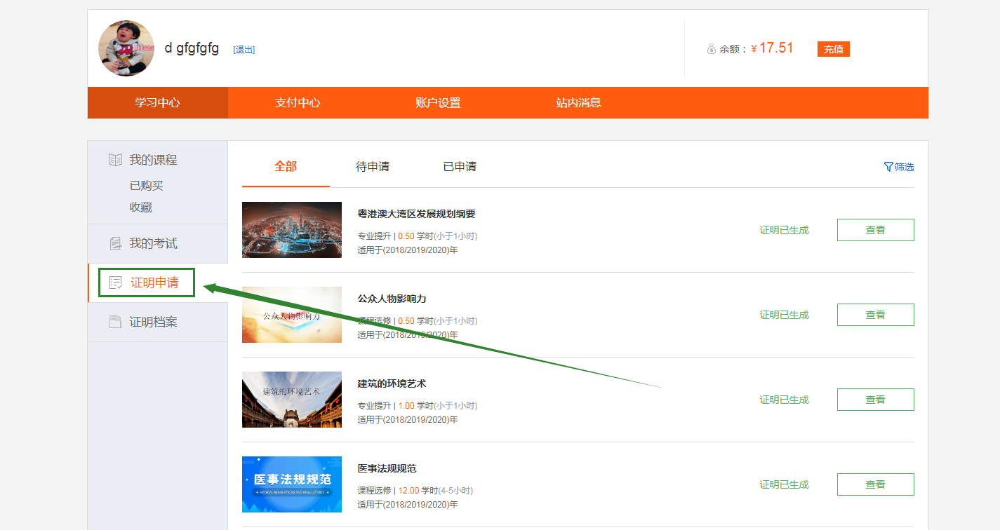 d gfgfgfg [退出]
余额：￥17.51 充值
学习中心 支付中心 账户设置 站内消息
我的课程
已购买
收藏
我的考试
证明申请
证明档案
全部 待申请 已申请 筛选
粤港澳大湾区发展规划纲要
专业提升 | 0.50 学时(小于1小时)
适用于(2018/2019/2020)年
证明已生成 查看
公众人物影响力
公众人物影响力
课程选修 | 0.50 学时(小于1小时)
适用于(2018/2019/2020)年
证明已生成 查看
建筑的环境艺术
建筑的环境艺术
专业提升 | 1.00 学时(小于1小时)
适用于(2018/2019/2020)年
证明已生成 查看
医事法规规范
MEDICAL REGULATIONS AND REGULATIONS
医事法规规范
课程选修 | 12.00 学时(4-5小时)
适用于(2018/2019/2020)年
证明已生成 查看